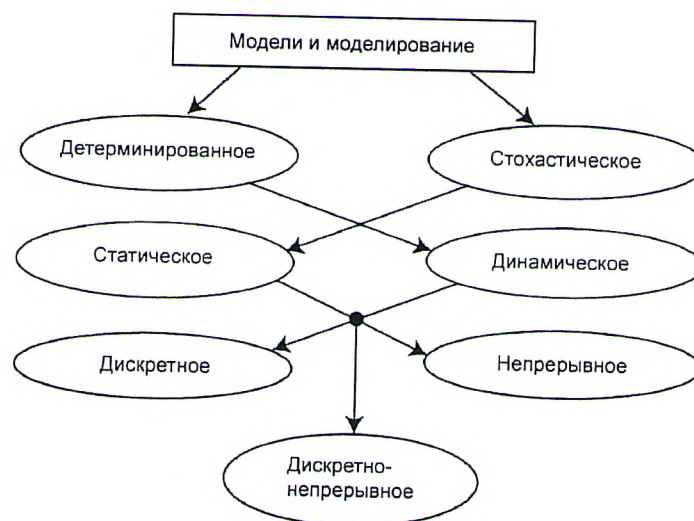 Модели и моделирование
Детерминированное
Стохастическое
Статическое
Динамическое
Дискретное
Непрерывное
Дискретно-
непрерывное